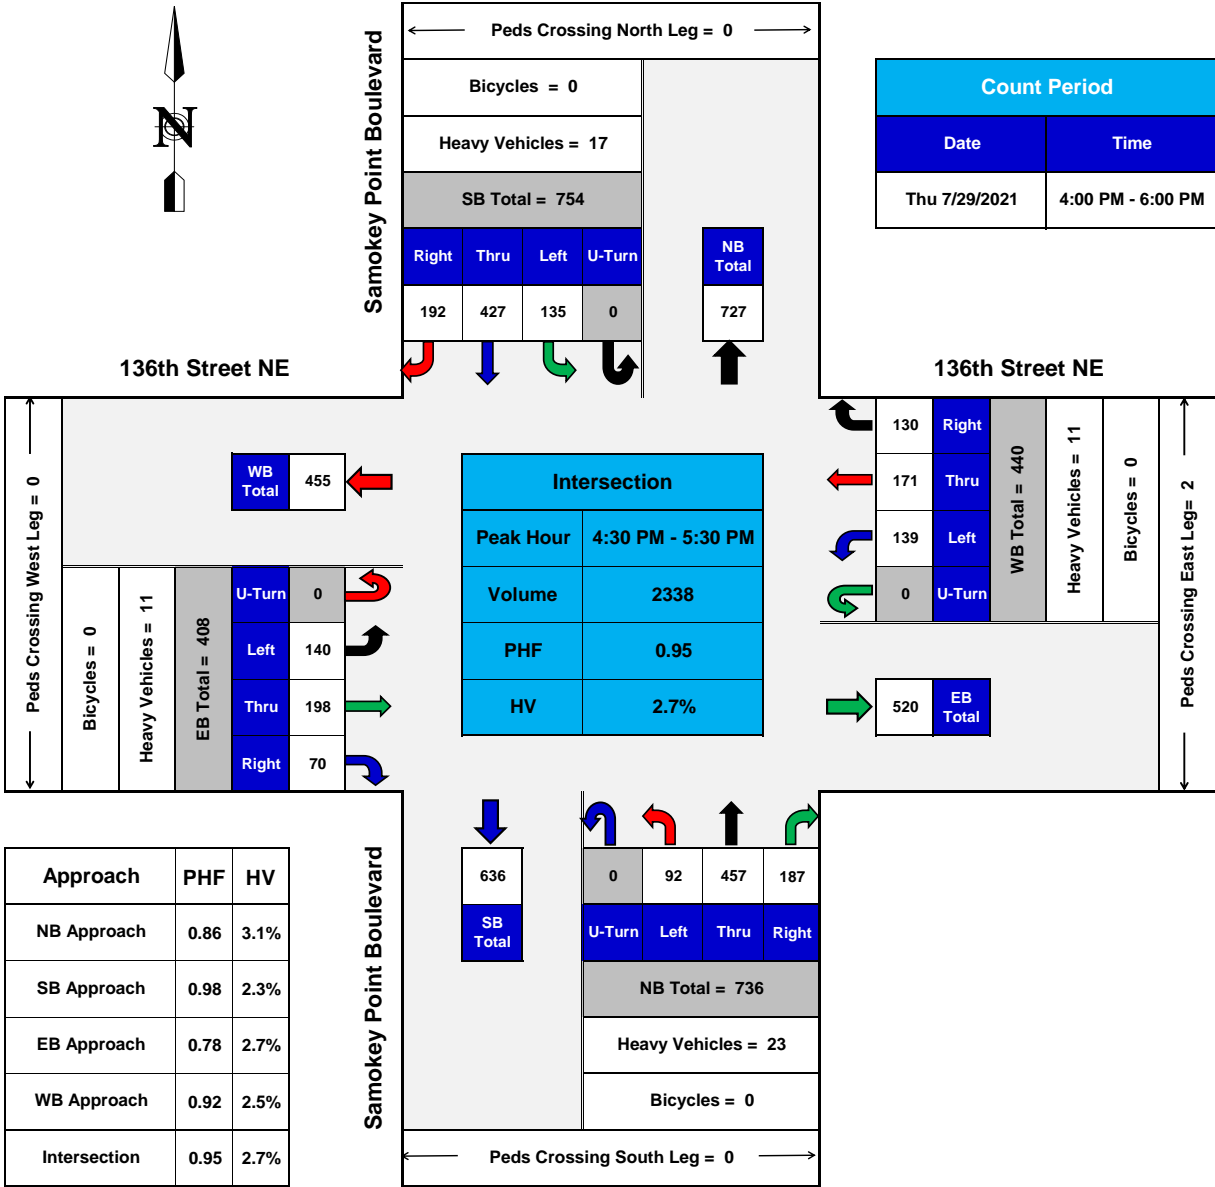 Peds Crossing North Leg = 0
Samokey Point Boulevard
N
Bicycles = 0
Heavy Vehicles = 17
SB Total = 754
Right Thru Left U-Turn
192 427 135 0
NB
Total
727
Count Period
Date Time
Thu 7/29/2021 4:00 PM - 6:00 PM
136th Street NE
136th Street NE
Peds Crossing West Leg = 0
WB
Total
455
Bicycles = 0
Heavy Vehicles = 11
EB Total = 408
U-Turn 0
Left 140
Thru 198
Right 70
Intersection
Peak Hour 4:30 PM - 5:30 PM
Volume 2338
PHF 0.95
HV 2.7%
130 Right
171 Thru
139 Left
0 U-Turn
WB Total = 440
Heavy Vehicles = 11
Bicycles = 0
Peds Crossing East Leg= 2
520
EB
Total
Approach PHF HV
NB Approach 0.86 3.1%
SB Approach 0.98 2.3%
EB Approach 0.78 2.7%
WB Approach 0.92 2.5%
Intersection 0.95 2.7%
Samokey Point Boulevard
636
SB
Total
0 92 457 187
U-Turn Left Thru Right
NB Total = 736
Heavy Vehicles = 23
Bicycles = 0
Peds Crossing South Leg = 0